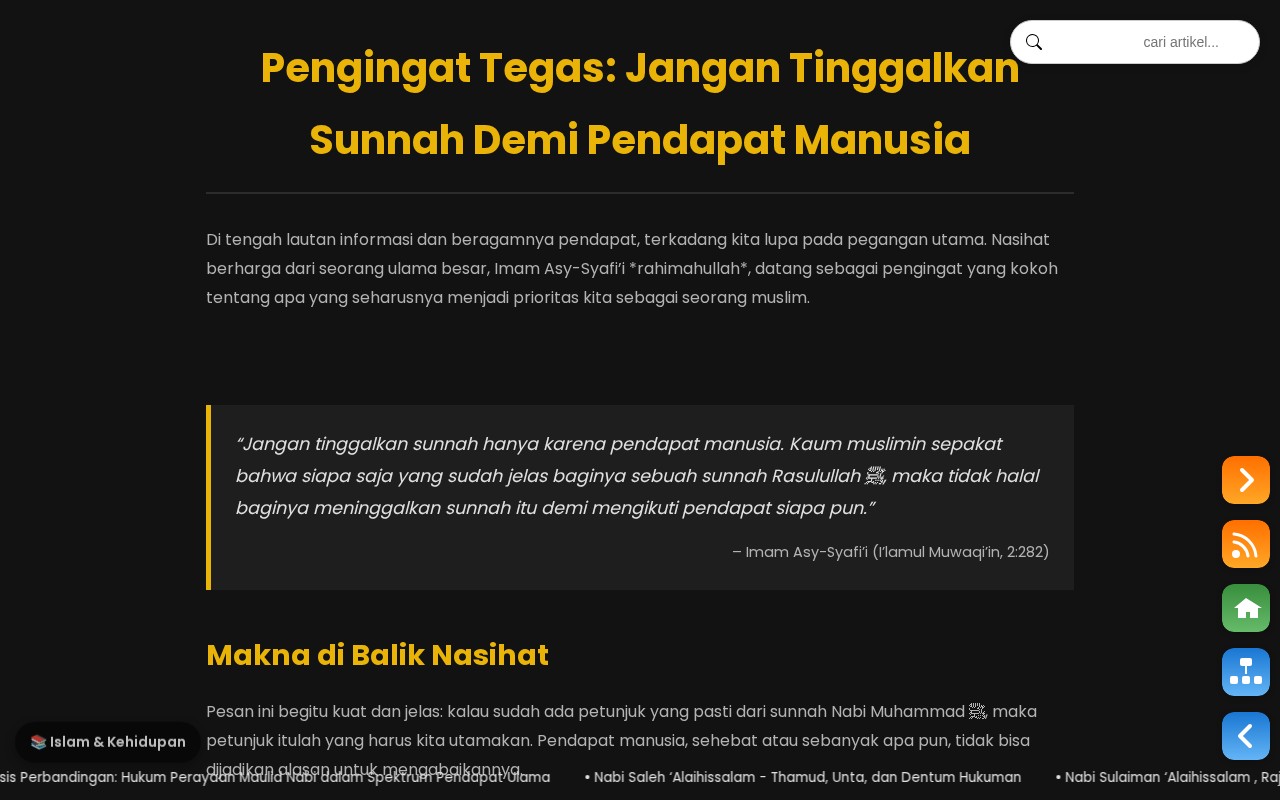 cari artikel...
Pengingat Tegas: Jangan Tinggalkan
Sunnah Demi Pendapat Manusia
Di tengah lautan informasi dan beragamnya pendapat, terkadang kita lupa pada pegangan utama. Nasihat
berharga dari seorang ulama besar, Imam Asy-Syafi’i *rahimahullah*, datang sebagai pengingat yang kokoh
tentang apa yang seharusnya menjadi prioritas kita sebagai seorang muslim.
“Jangan tinggalkan sunnah hanya karena pendapat manusia. Kaum muslimin sepakat
bahwa siapa saja yang sudah jelas baginya sebuah sunnah Rasulullah ﷺ, maka tidak halal
baginya meninggalkan sunnah itu demi mengikuti pendapat siapa pun.”
– Imam Asy-Syafi’i (I’lamul Muwaqi’in, 2:282)
Makna di Balik Nasihat
Pesan ini begitu kuat dan jelas: kalau sudah ada petunjuk yang pasti dari sunnah Nabi Muhammad ﷺ, maka
petunjuk itulah yang harus kita utamakan. Pendapat manusia, sehebat atau sebanyak apa pun, tidak bisa
dijadikan alasan untuk mengabaikannya.
📚 Islam & Kehidupan
sis Perbandingan: Hukum Perayaan Maulid Nabi dalam Spektrum Pendapat Ulama • Nabi Saleh ‘Alaihissalam - Thamud, Unta, dan Dentum Hukuman • Nabi Sulaiman ‘Alaihissalam , Raj